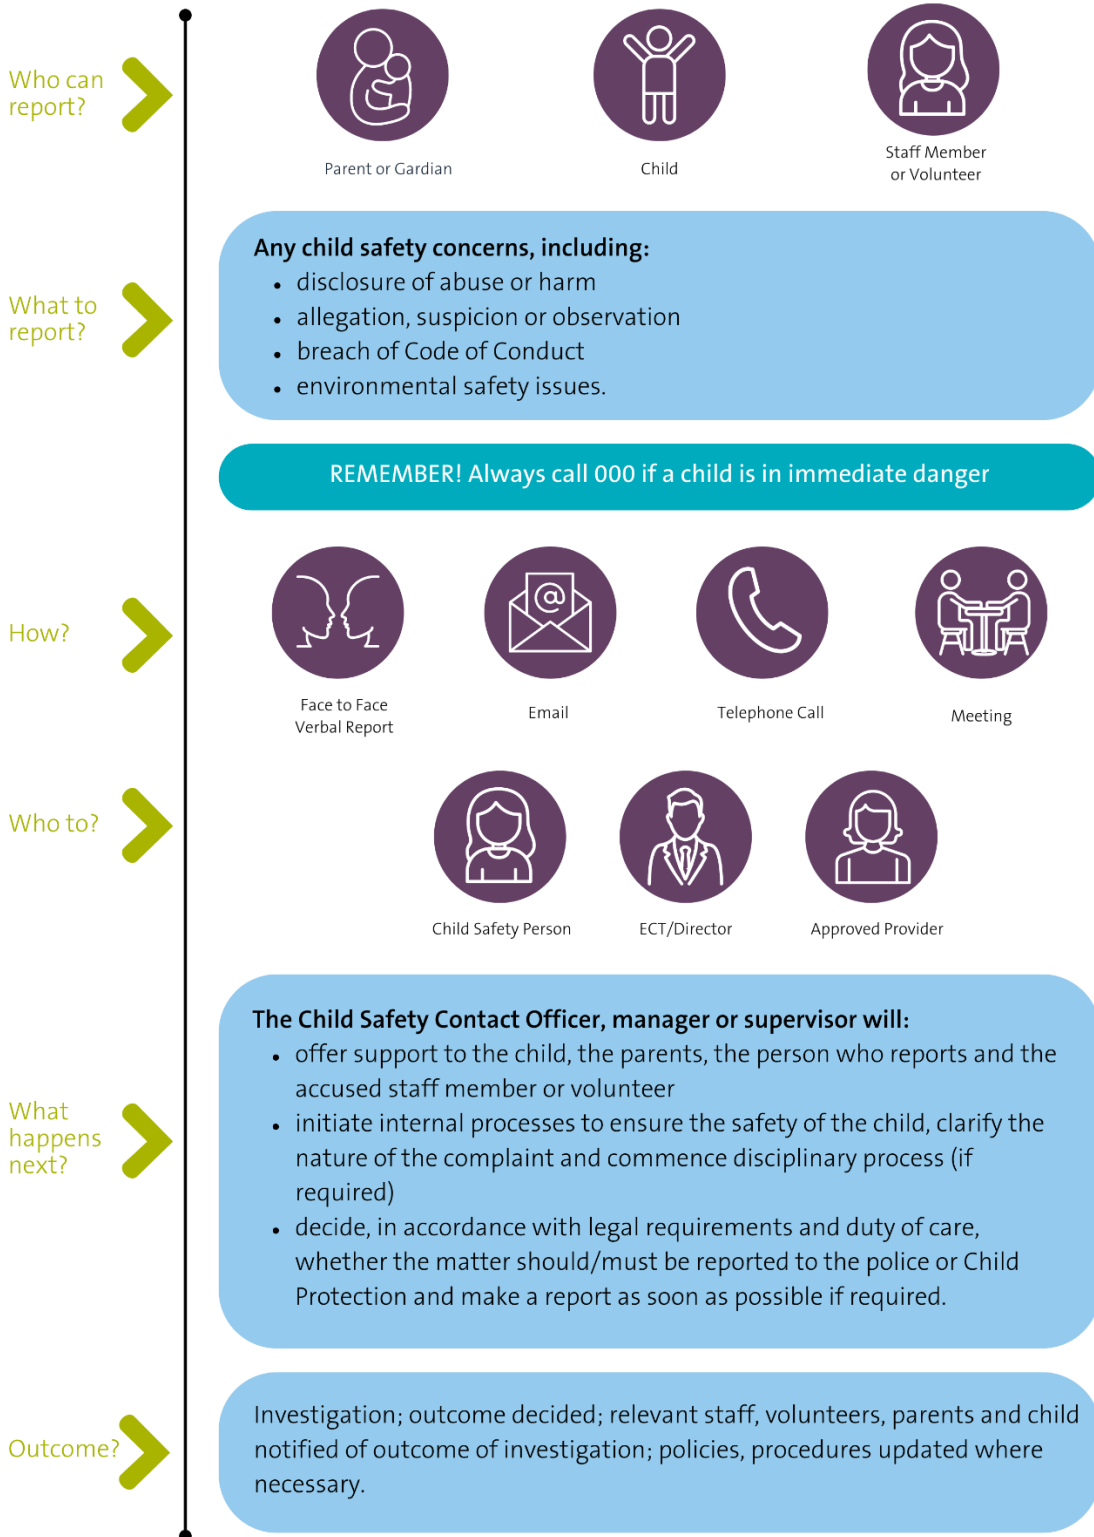 Who can
report?
Parent or Gardian
Child
Staff Member
or Volunteer
What to
report?
Any child safety concerns, including:
• disclosure of abuse or harm
• allegation, suspicion or observation
• breach of Code of Conduct
• environmental safety issues.
REMEMBER! Always call 000 if a child is in immediate danger
How?
@
Face to Face
Verbal Report
Email
Telephone Call
Meeting
Who to?
Child Safety Person
ECT/Director
Approved Provider
What
happens
next?
The Child Safety Contact Officer, manager or supervisor will:
• offer support to the child, the parents, the person who reports and the
accused staff member or volunteer
• initiate internal processes to ensure the safety of the child, clarify the
nature of the complaint and commence disciplinary process (if
required)
• decide, in accordance with legal requirements and duty of care,
whether the matter should/must be reported to the police or Child
Protection and make a report as soon as possible if required.
Outcome?
Investigation; outcome decided; relevant staff, volunteers, parents and child
notified of outcome of investigation; policies, procedures updated where
necessary.